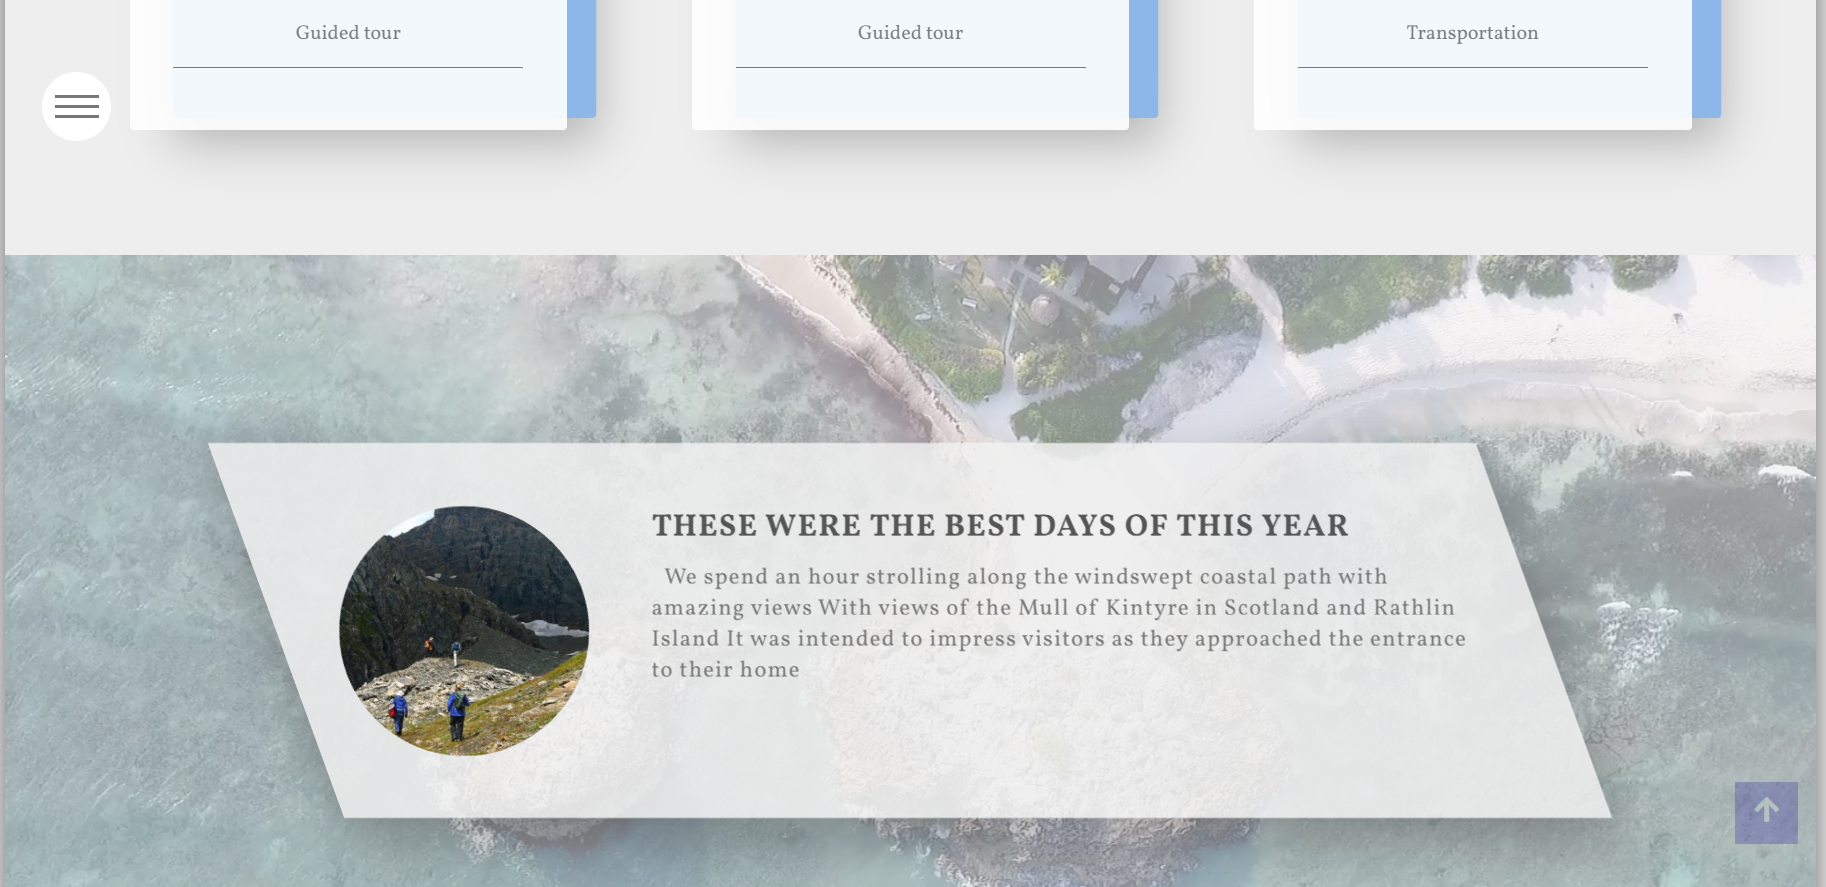 Guided tour
Guided tour
Transportation
THESE WERE THE BEST DAYS OF THIS YEAR
We spend an hour strolling along the windswept coastal path with
amazing views With views of the Mull of Kintyre in Scotland and Rathlin
Island It was intended to impress visitors as they approached the entrance
to their home